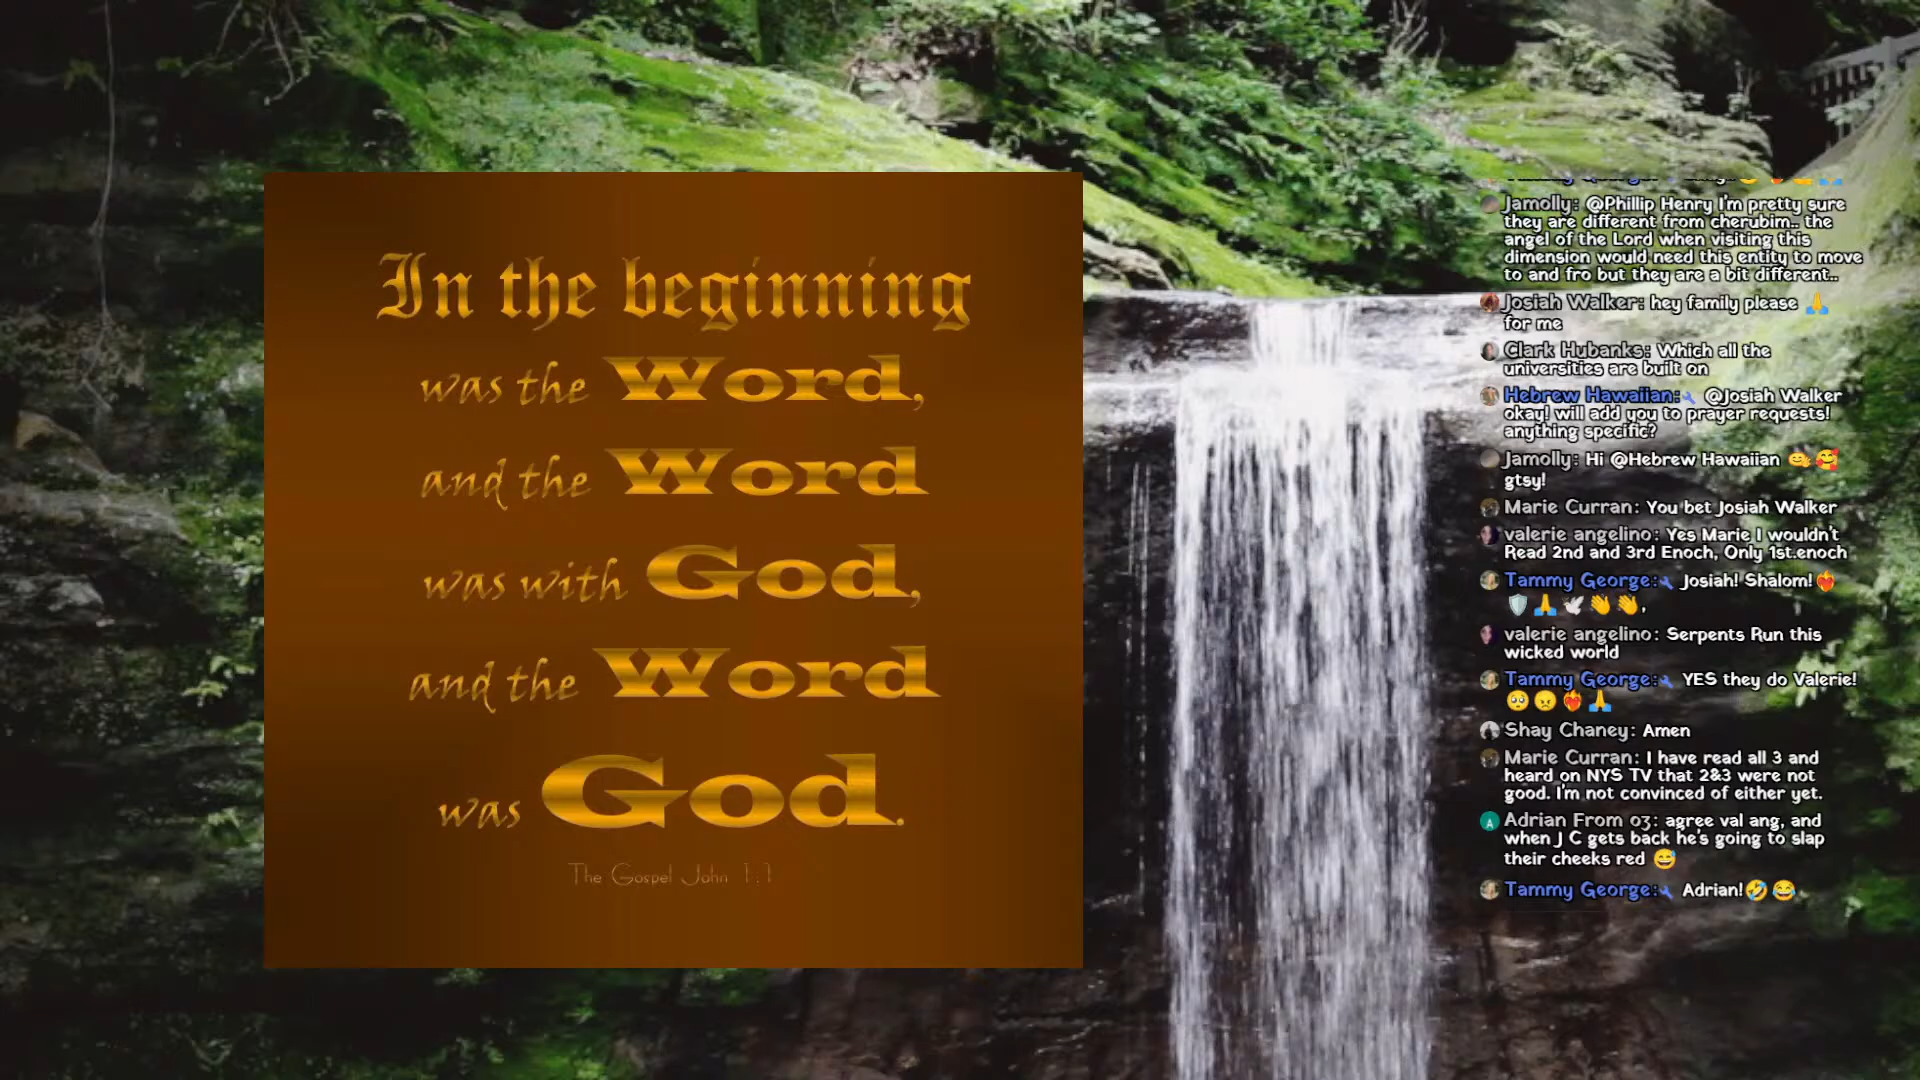 In the beginning
was the Word,
and the Word
was with God,
and the Word
was God.
The Gospel John 1:1
Jamolly: @Phillip Henry I'm pretty sure
they are different from cherubim.. the
angel of the Lord when visiting this
dimension would need this entity to move
to and fro but they are a bit different..
Josiah Walker: hey family please 🙏
for me
Clark Hubanks: Which all the
universities are built on
Hebrew Hawaiian: @Josiah Walker
okay! will add you to prayer requests!
anything specific?
Jamolly: Hi @Hebrew Hawaiian 🤗🥰
gtsy!
Marie Curran: You bet Josiah Walker
valerie angelino: Yes Marie I wouldn't
Read 2nd and 3rd Enoch, Only 1st.enoch
Tammy George: Josiah! Shalom!❤️‍🔥
🛡️🙏🕊️👏👏,
valerie angelino: Serpents Run this
wicked world
Tammy George: YES they do Valerie!
🥺😠❤️‍🔥🙏
Shay Chaney: Amen
Marie Curran: I have read all 3 and
heard on NYS TV that 2&3 were not
good. I'm not convinced of either yet.
A
Adrian From 03: agree val ang, and
when J C gets back he's going to slap
their cheeks red 😅
Tammy George: Adrian!🤣😂